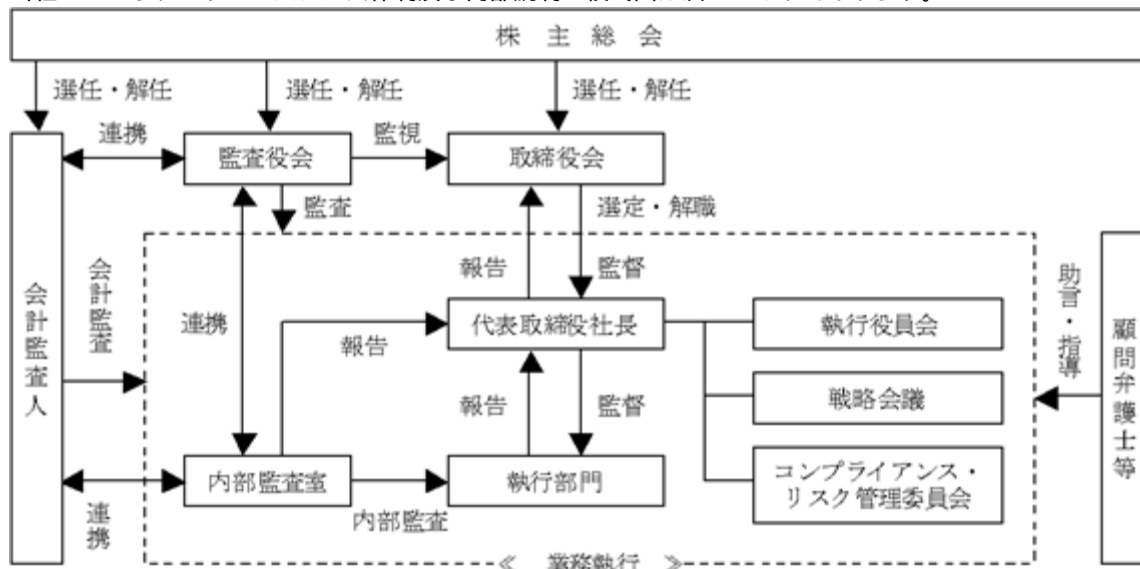 株主総会
選任・解任
選任・解任
選任・解任
連携
監査役会
監視
取締役会
監査
選定・解職
会計監査人
会計監査
連携
報告
監督
助言・指導
顧問弁護士等
報告
代表取締役社長
執行役員会
報告
監督
戦略会議
内部監査室
内部監査
執行部門
コンプライアンス・
リスク管理委員会
連携
≪ 業務執行 ≫